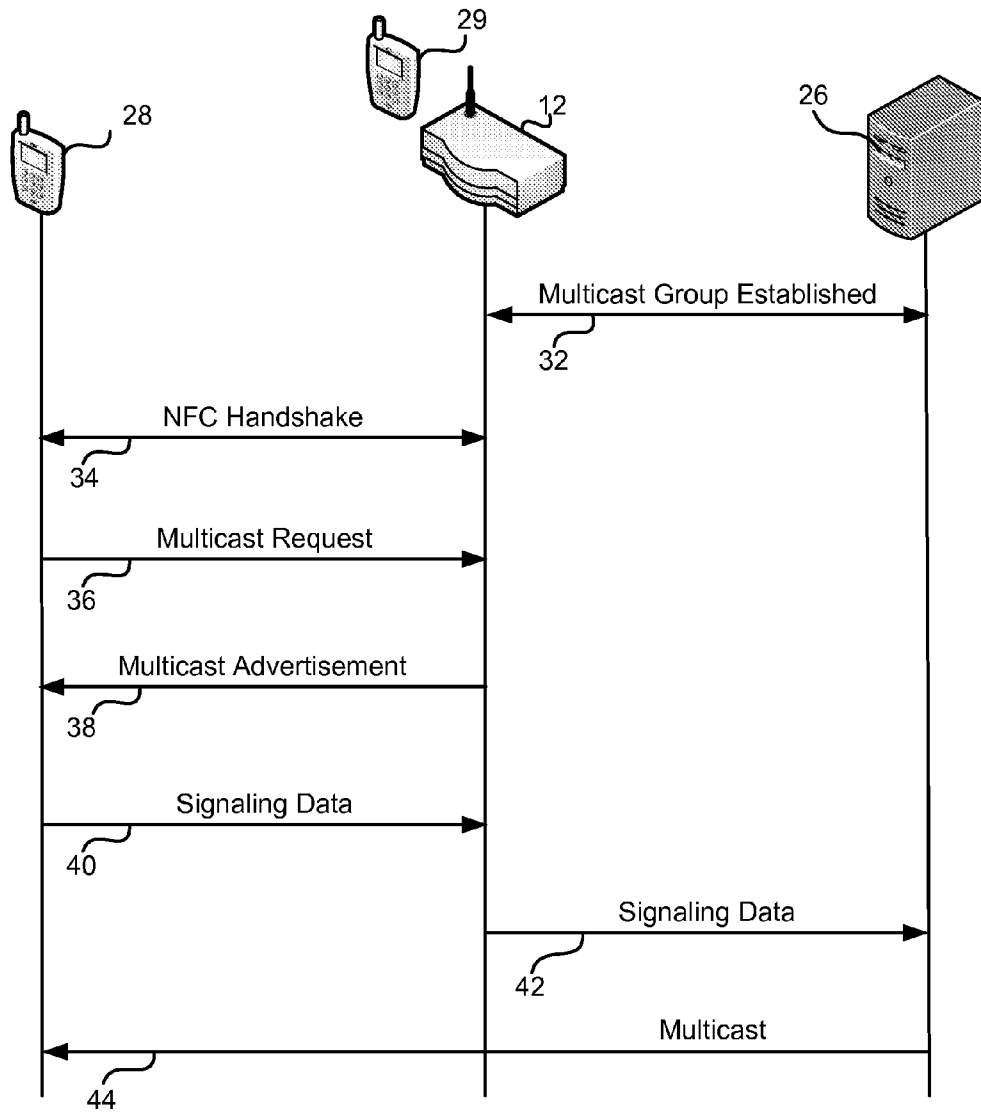 29
28
12
26
Multicast Group Established
32
NFC Handshake
34
Multicast Request
36
Multicast Advertisement
38
Signaling Data
40
Signaling Data
42
Multicast
44